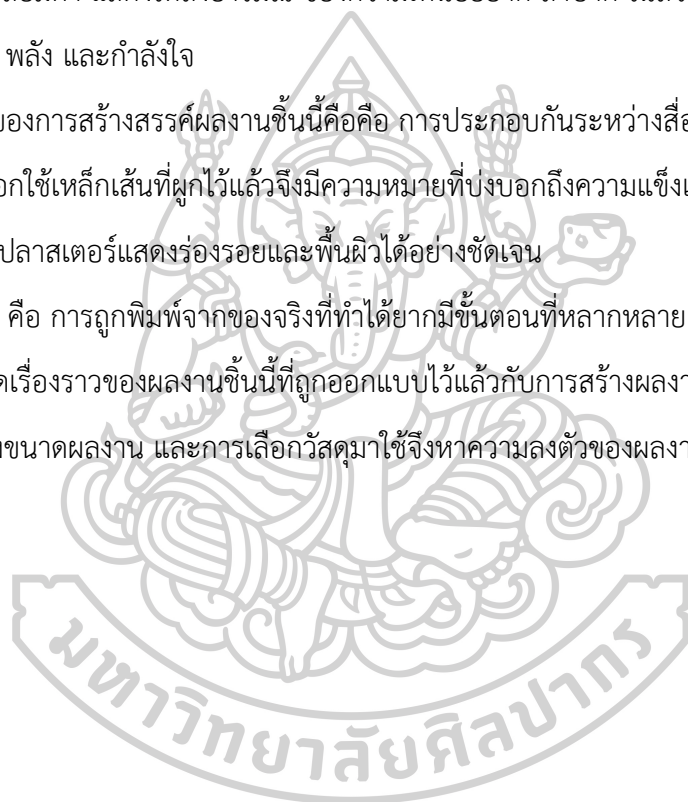 พลัง และกำลังใจ
ของการสร้างสรรค์ผลงานชิ้นนี้คือคือ การประกอบกันระหว่างสื่อ
อกใช้เหล็กเส้นที่ผูกไว้แล้วจึงมีความหมายที่บ่งบอกถึงความแข็งแ
ปลาสเตอร์แสดงร่องรอยและพื้นผิวได้อย่างชัดเจน
คือ การถูกพิมพ์จากของจริงที่ทำได้ยากมีขั้นตอนที่หลากหลาย
ดเรื่องราวของผลงานชิ้นนี้ที่ถูกออกแบบไว้แล้วกับการสร้างผลงา
งขนาดผลงาน และการเลือกวัสดุมาใช้จึงหาความลงตัวของผลงา
มหาวิทยาลัยศิลปากร